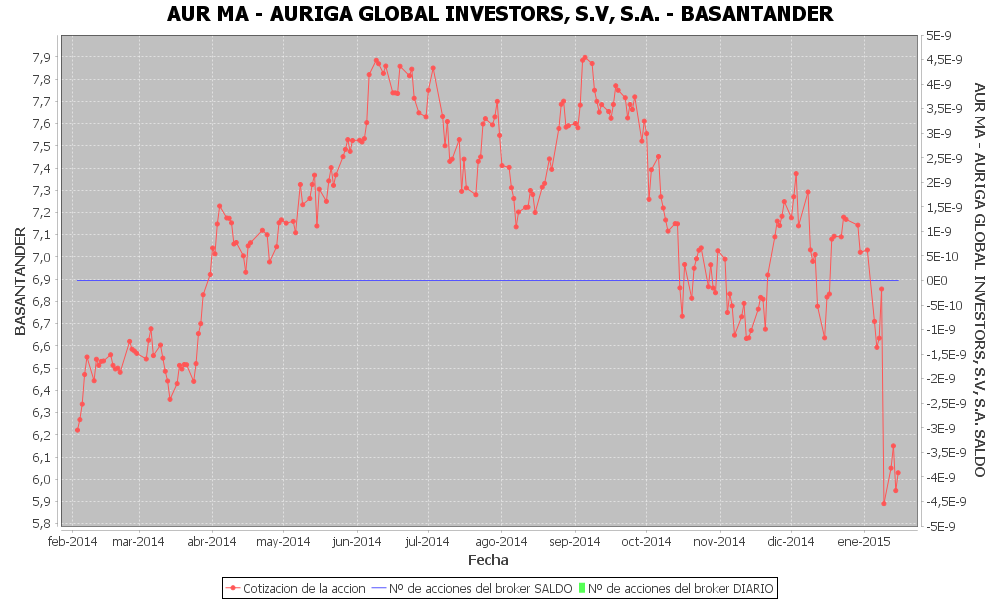 AUR MA - AURIGA GLOBAL INVESTORS, S.V, S.A. - BASANTANDER
BASANTANDER
7,9
7,8
7,7
7,6
7,5
7,4
7,3
7,2
7,1
7,0
6,9
6,8
6,7
6,6
6,5
6,4
6,3
6,2
6,1
6,0
5,9
5,8
5E-9
4,5E-9
4E-9
3,5E-9
3E-9
2,5E-9
2E-9
1,5E-9
1E-9
5E-10
0E0
-5E-10
-1E-9
-1,5E-9
-2E-9
-2,5E-9
-3E-9
-3,5E-9
-4E-9
-4,5E-9
-5E-9
AUR MA - AURIGA GLOBAL INVESTORS, S.V, S.A. SALDO
feb-2014 mar-2014 abr-2014 may-2014 jun-2014 jul-2014 ago-2014 sep-2014 oct-2014 nov-2014 dic-2014 ene-2015
Fecha
Cotizacion de la accion Nº de acciones del broker SALDO Nº de acciones del broker DIARIO